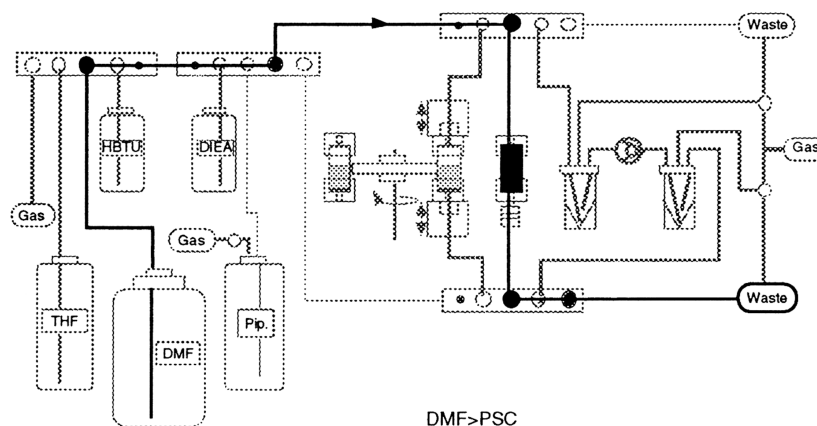 Waste
HBTU
DIEA
Gas
Gas
Gas
THF
DMF
Pip.
Waste
DMF>PSC